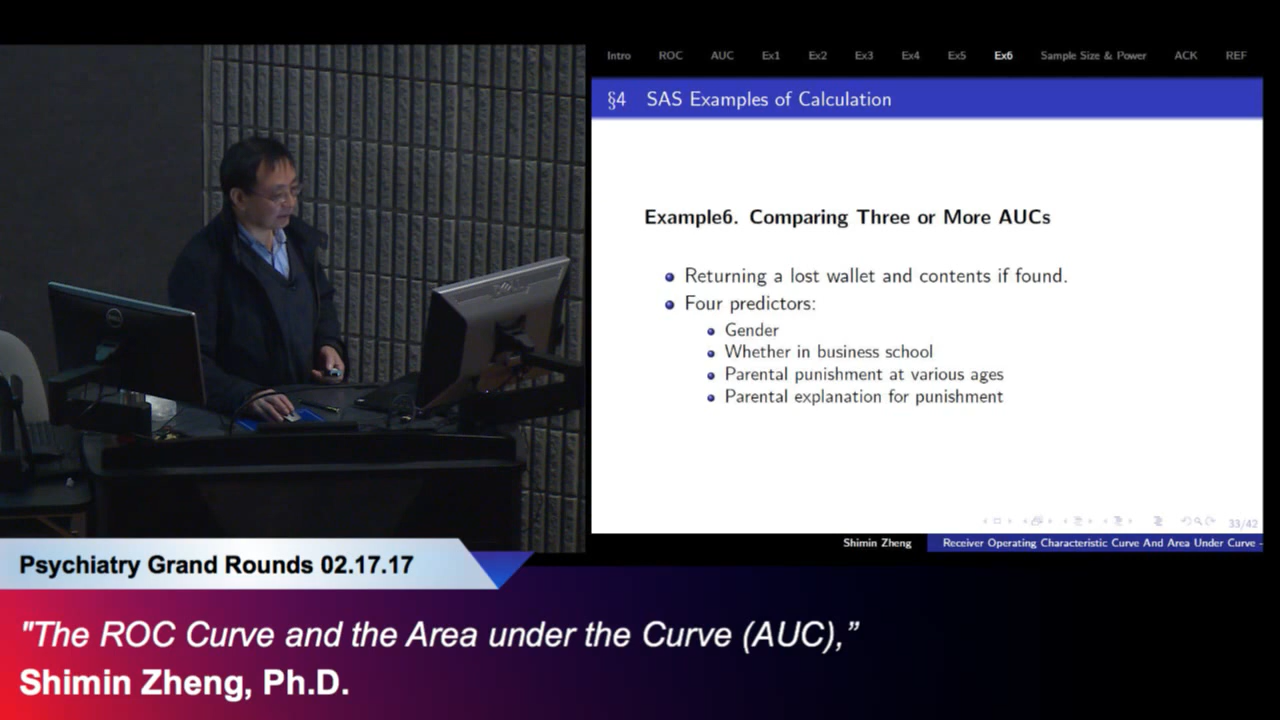 Intro ROC AUC Ex1 Ex2 Ex3 Ex4 Ex5 Ex6 Sample Size & Power ACK REF
§4 SAS Examples of Calculation
Example6. Comparing Three or More AUCs
Returning a lost wallet and contents if found.
Four predictors:
Gender
Whether in business school
Parental punishment at various ages
Parental explanation for punishment
33/42
Shimin Zheng Receiver Operating Characteristic Curve And Area Under Curve -
DELL
DELL
Psychiatry Grand Rounds 02.17.17
"The ROC Curve and the Area under the Curve (AUC),”
Shimin Zheng, Ph.D.